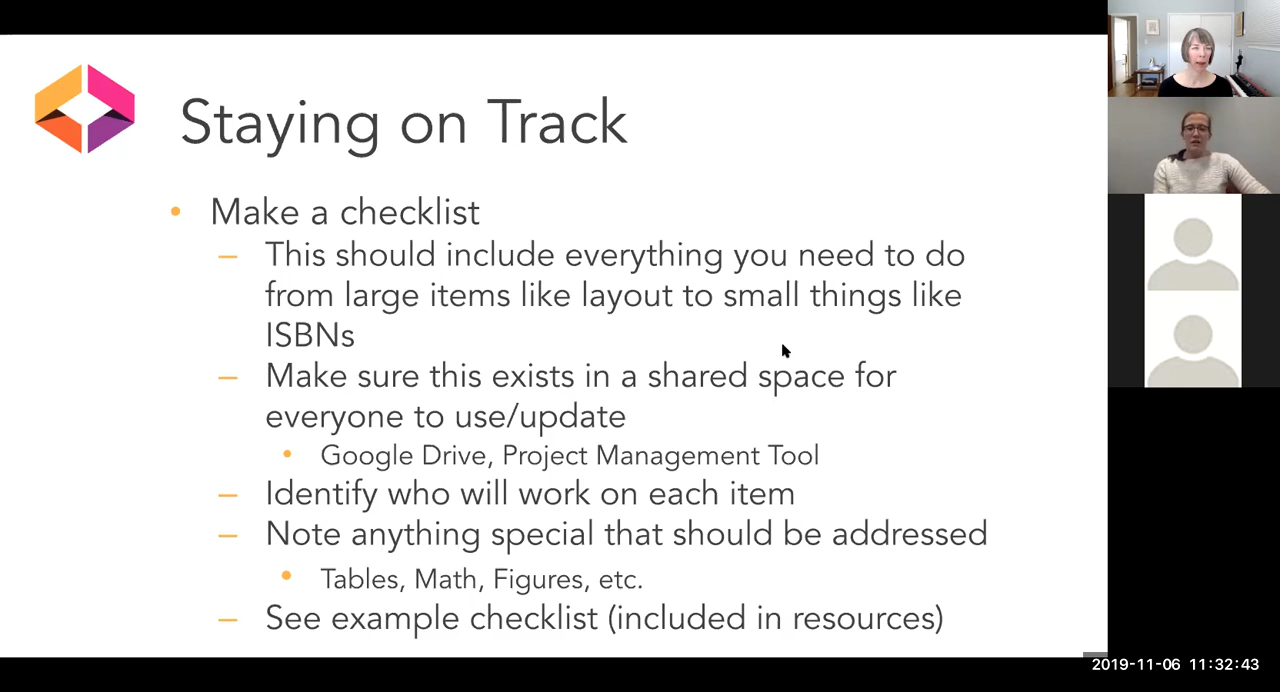 Staying on Track
• Make a checklist
– This should include everything you need to do
from large items like layout to small things like
ISBNs
– Make sure this exists in a shared space for
everyone to use/update
• Google Drive, Project Management Tool
– Identify who will work on each item
– Note anything special that should be addressed
• Tables, Math, Figures, etc.
– See example checklist (included in resources)
2019-11-06 11:32:43